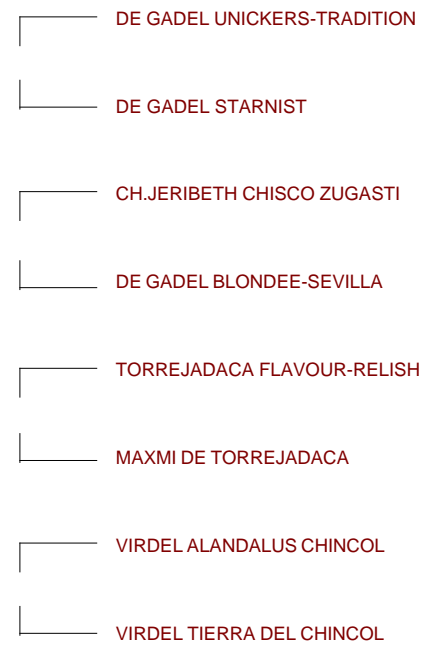 DE GADEL UNICKERS-TRADITION
DE GADEL STARNIST
CH.JERIBETH CHISCO ZUGASTI
DE GADEL BLONDEE-SEVILLA
TORREJADACA FLAVOUR-RELISH
MAXMI DE TORREJADACA
VIRDEL ALANDALUS CHINCOL
VIRDEL TIERRA DEL CHINCOL